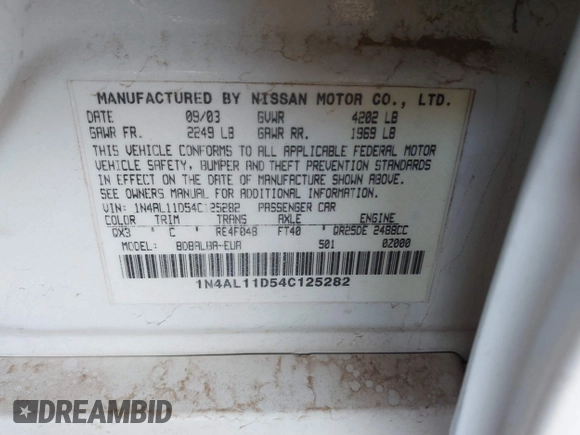 MANUFACTURED BY NISSAN MOTOR CO., LTD.
DATE 09/03 GVWR 4202 LB
GAWR FR. 2249 LB GAWR RR. 1969 LB
THIS VEHICLE CONFORMS TO ALL APPLICABLE FEDERAL MOTOR
VEHICLE SAFETY, BUMPER AND THEFT PREVENTION STANDARDS
IN EFFECT ON THE DATE OF MANUFACTURE SHOWN ABOVE.
SEE OWNERS MANUAL FOR ADDITIONAL INFORMATION.
VIN: 1N4AL11D54C125282 PASSENGER CAR
COLOR TRIM TRANS AXLE ENGINE
QX3 C RE4F04B FT40 QR25DE 2488CC
MODEL: BDBALBA-EUA 501 0Z000
1N4AL11D54C125282
DREAMBID